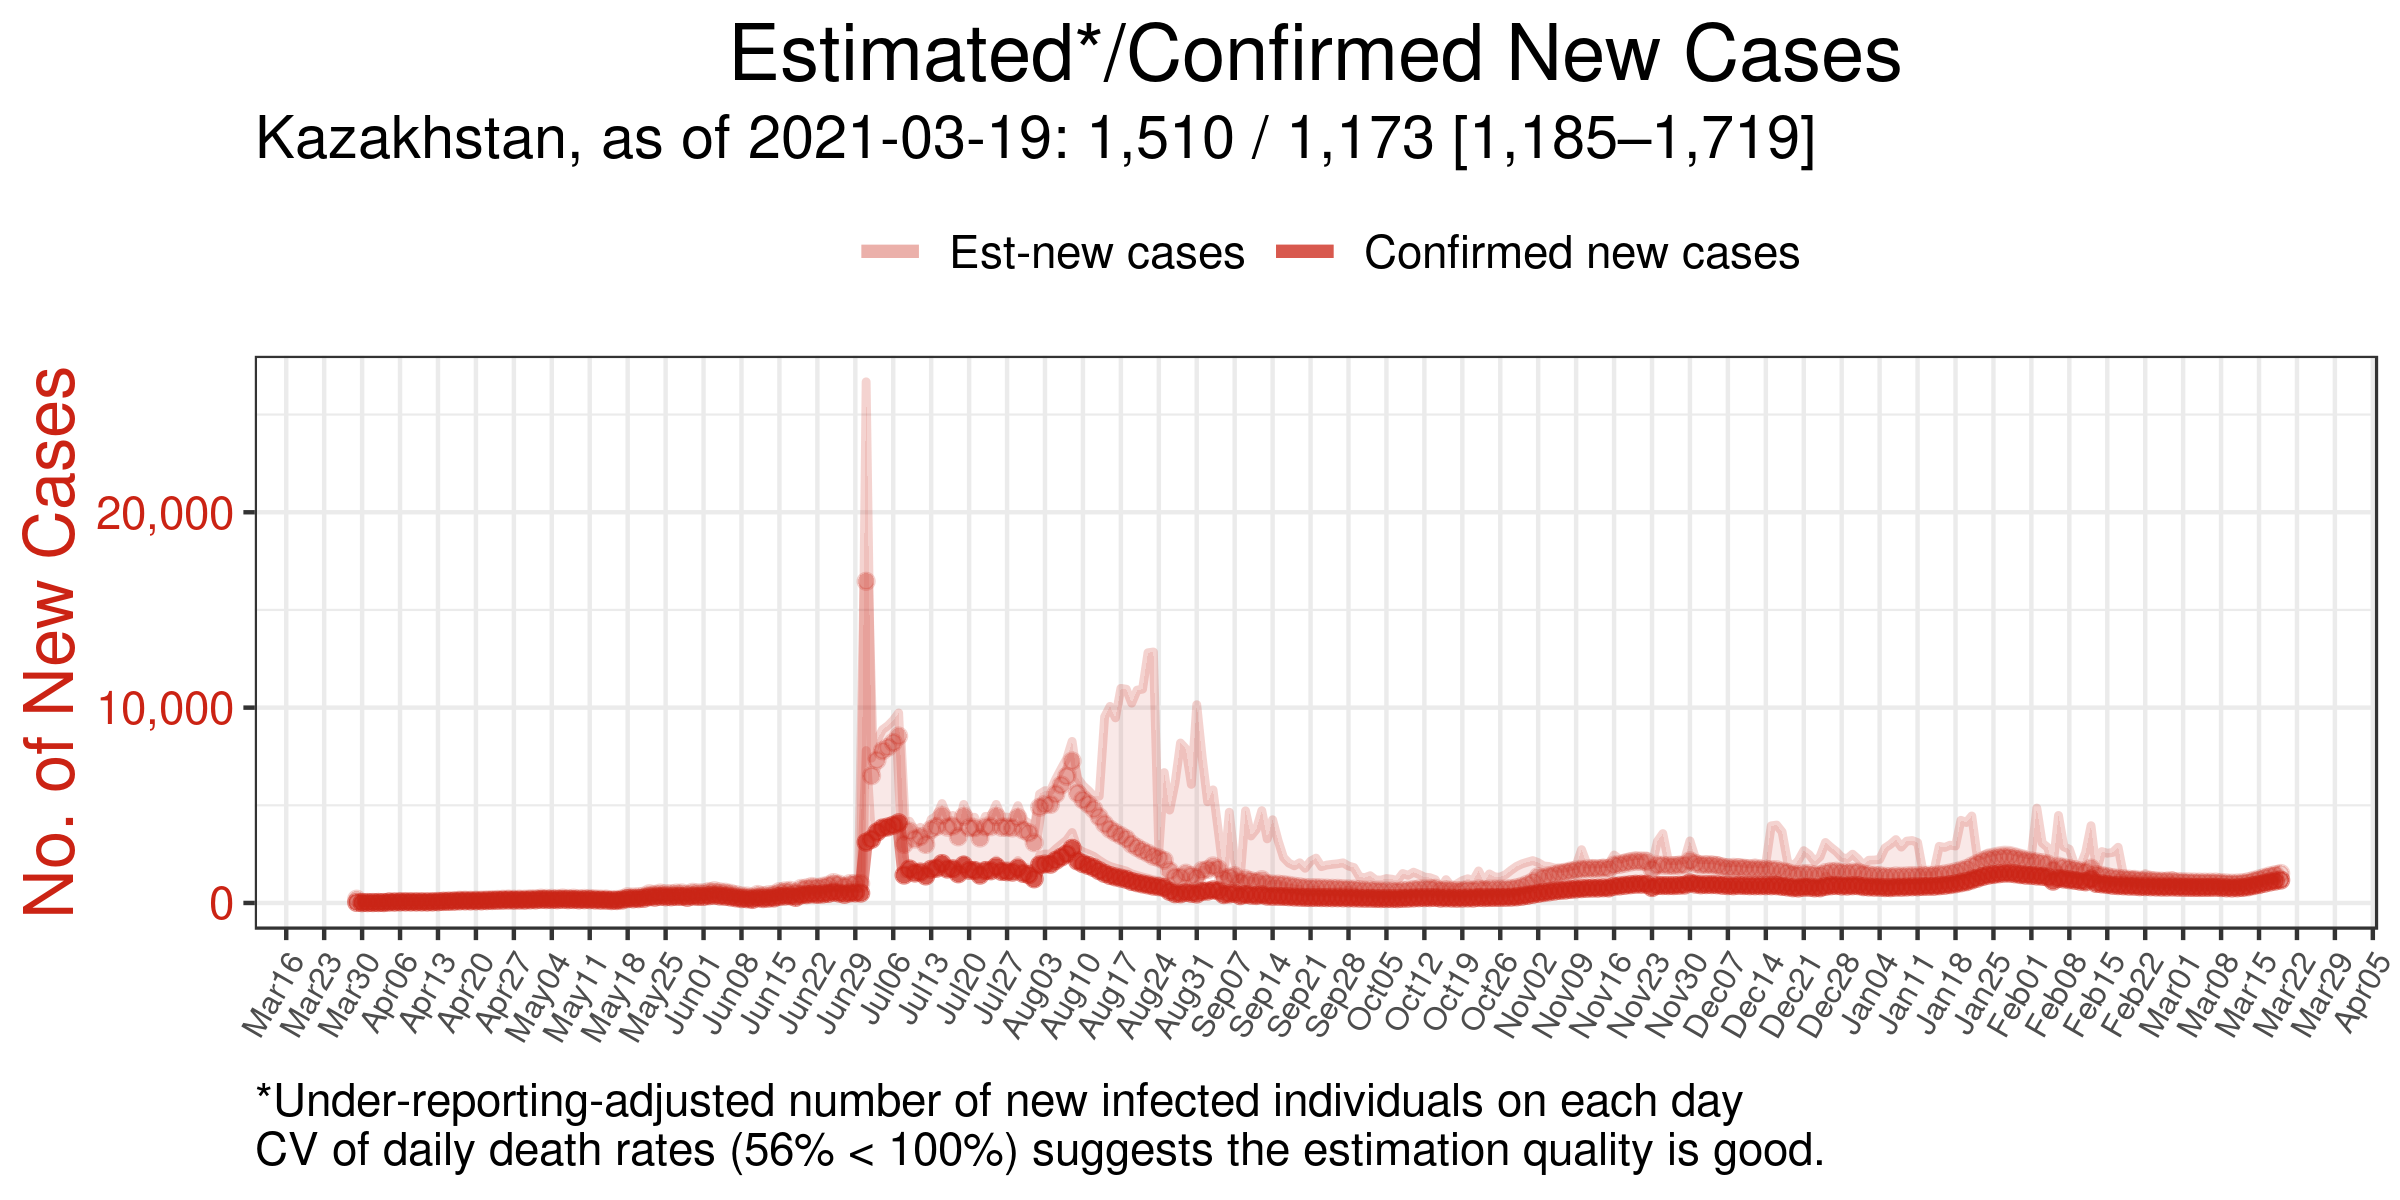 Estimated*/Confirmed New Cases
Kazakhstan, as of 2021-03-19: 1,510 / 1,173 [1,185–1,719]
Est-new cases Confirmed new cases
No. of New Cases
20,000
10,000
0
Mar16 Mar23 Mar30 Apr06 Apr13 Apr20 Apr27 May04 May11 May18 May25 Jun01 Jun08 Jun15 Jun22 Jun29 Jul06 Jul13 Jul20 Jul27 Aug03 Aug10 Aug17 Aug24 Aug31 Sep07 Sep14 Sep21 Sep28 Oct05 Oct12 Oct19 Oct26 Nov02 Nov09 Nov16 Nov23 Nov30 Dec07 Dec14 Dec21 Dec28 Jan04 Jan11 Jan18 Jan25 Feb01 Feb08 Feb15 Feb22 Mar01 Mar08 Mar15 Mar22 Mar29 Apr05
*Under-reporting-adjusted number of new infected individuals on each day
CV of daily death rates (56% < 100%) suggests the estimation quality is good.